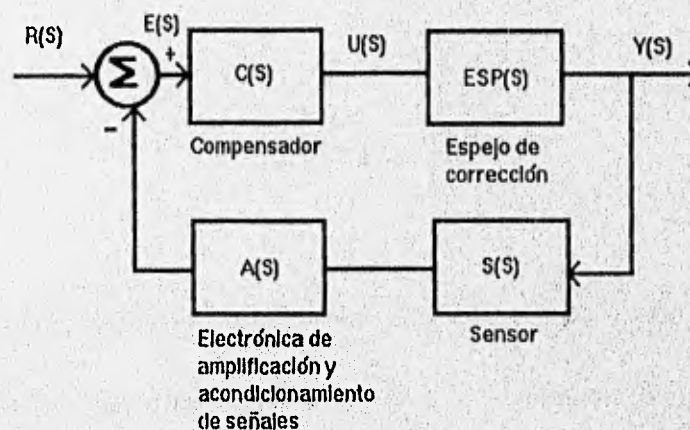 R(S)
E(S)
+
Σ
-
C(S)
Compensador
U(S)
ESP(S)
Espejo de
corrección
Y(S)
A(S)
Electrónica de
amplificación y
acondicionamiento
de señales
S(S)
Sensor